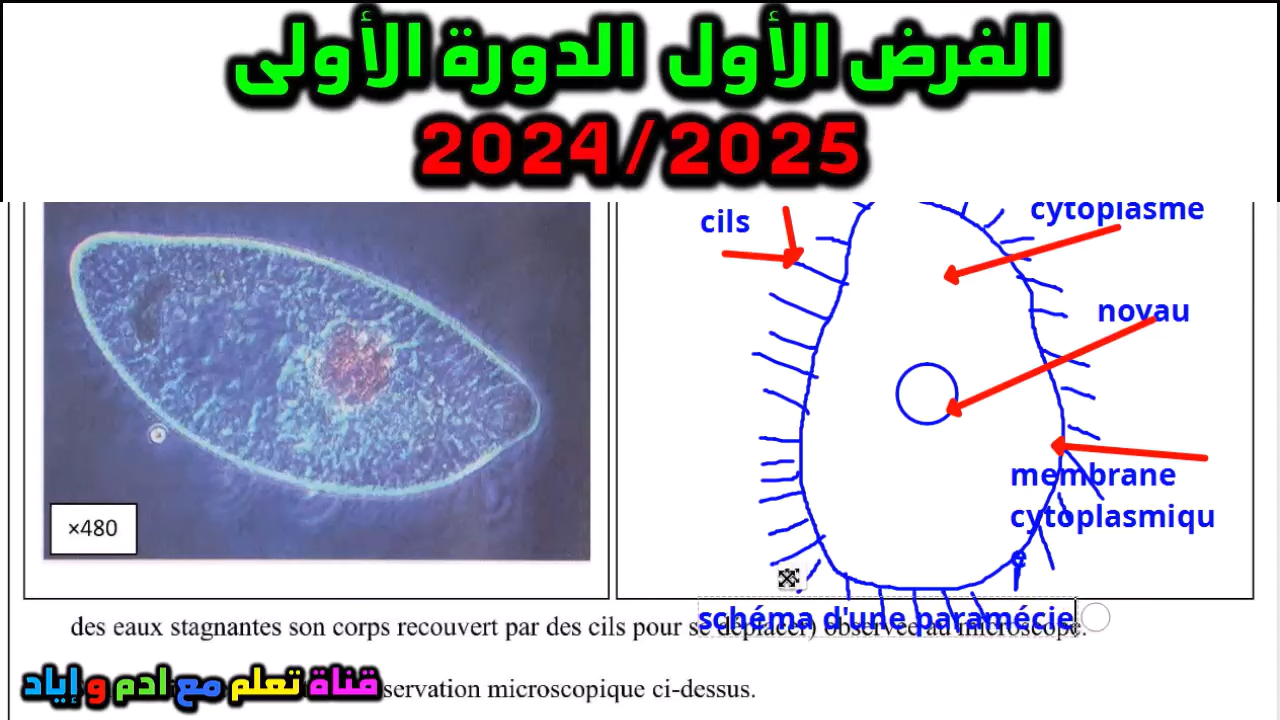 الفرض الأول الدورة الأولى
2024/2025
cils
cytoplasme
novau
membrane
cytoplasmiqu
e
×480
schéma d'une paramécie
des eaux stagnantes son corps recouvert par des cils pour se déplacer) observée au microscope.
قناة تعلم مع ادم و إياد
servation microscopique ci-dessus.